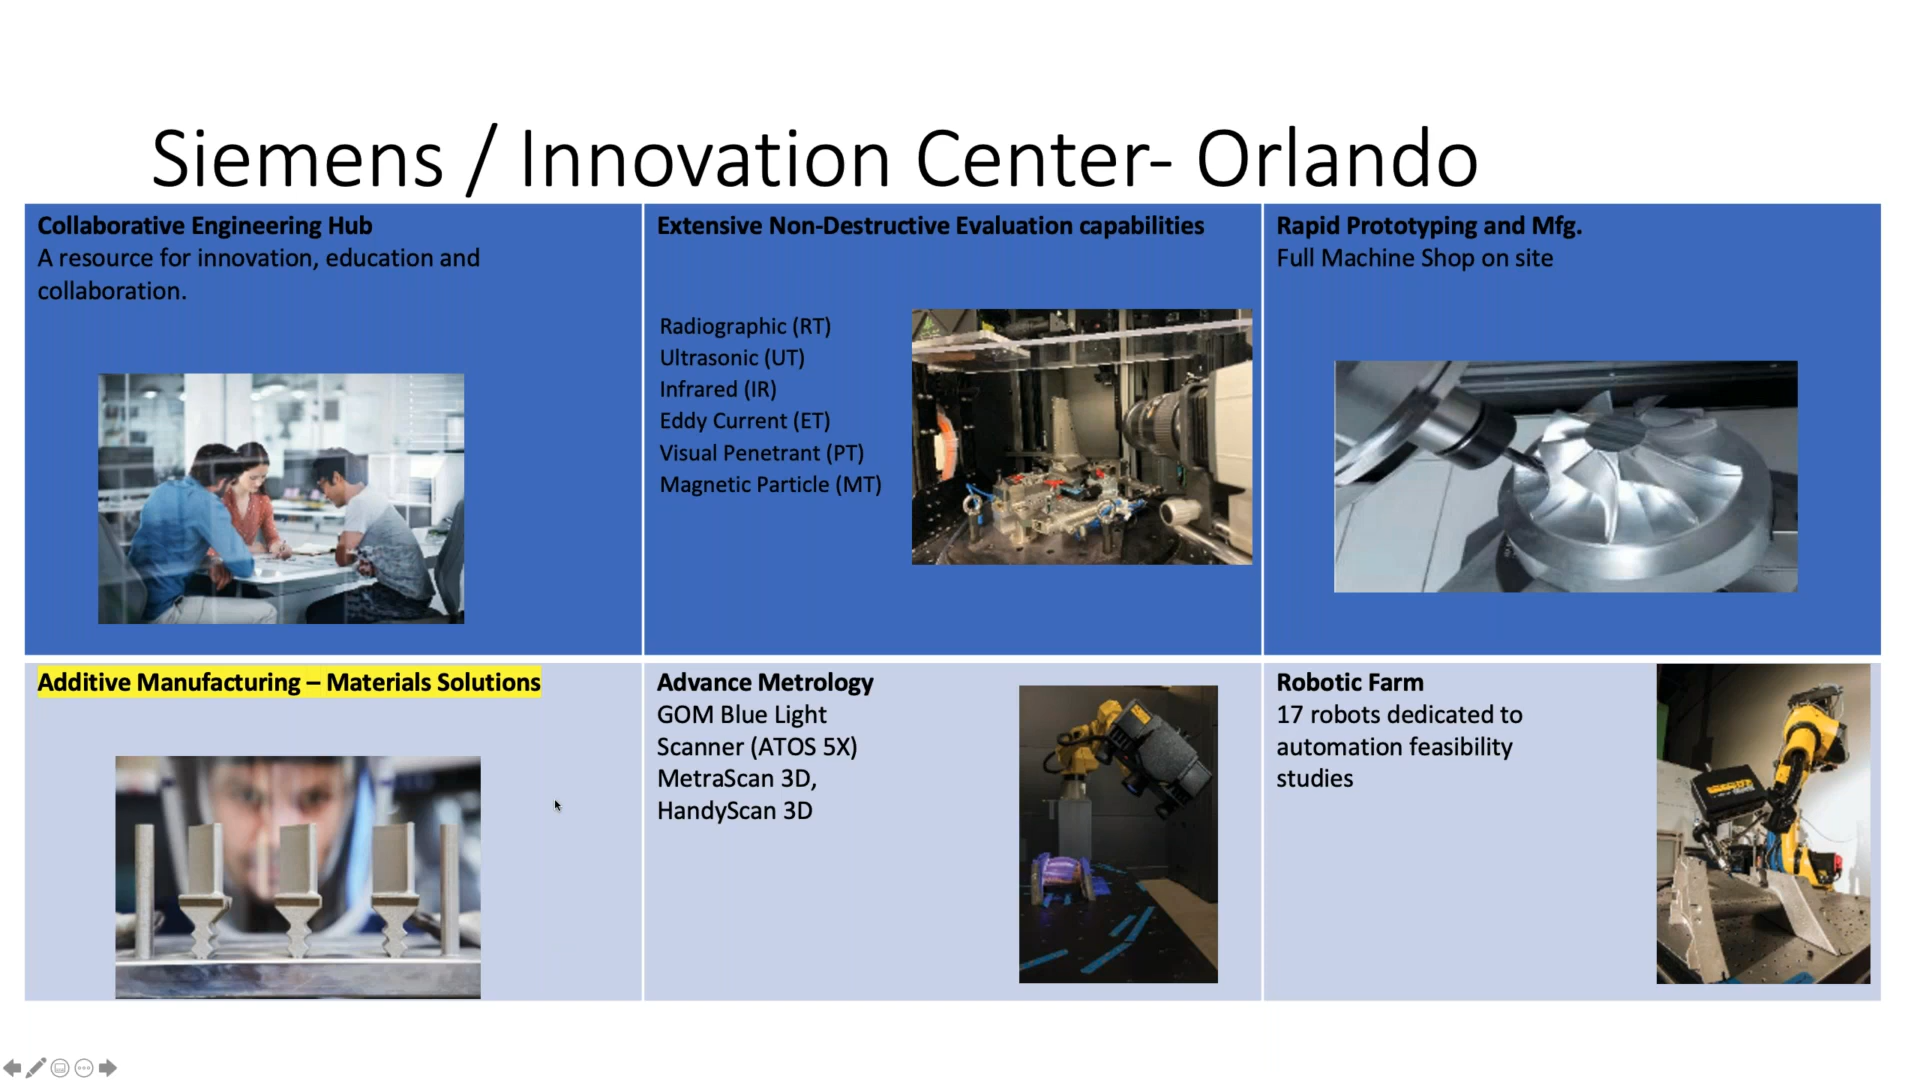 Siemens / Innovation Center- Orlando
Collaborative Engineering Hub
A resource for innovation, education and
collaboration.
Extensive Non-Destructive Evaluation capabilities
Radiographic (RT)
Ultrasonic (UT)
Infrared (IR)
Eddy Current (ET)
Visual Penetrant (PT)
Magnetic Particle (MT)
Rapid Prototyping and Mfg.
Full Machine Shop on site
Additive Manufacturing – Materials Solutions
Advance Metrology
GOM Blue Light
Scanner (ATOS 5X)
MetraScan 3D,
HandyScan 3D
Robotic Farm
17 robots dedicated to
automation feasibility
studies